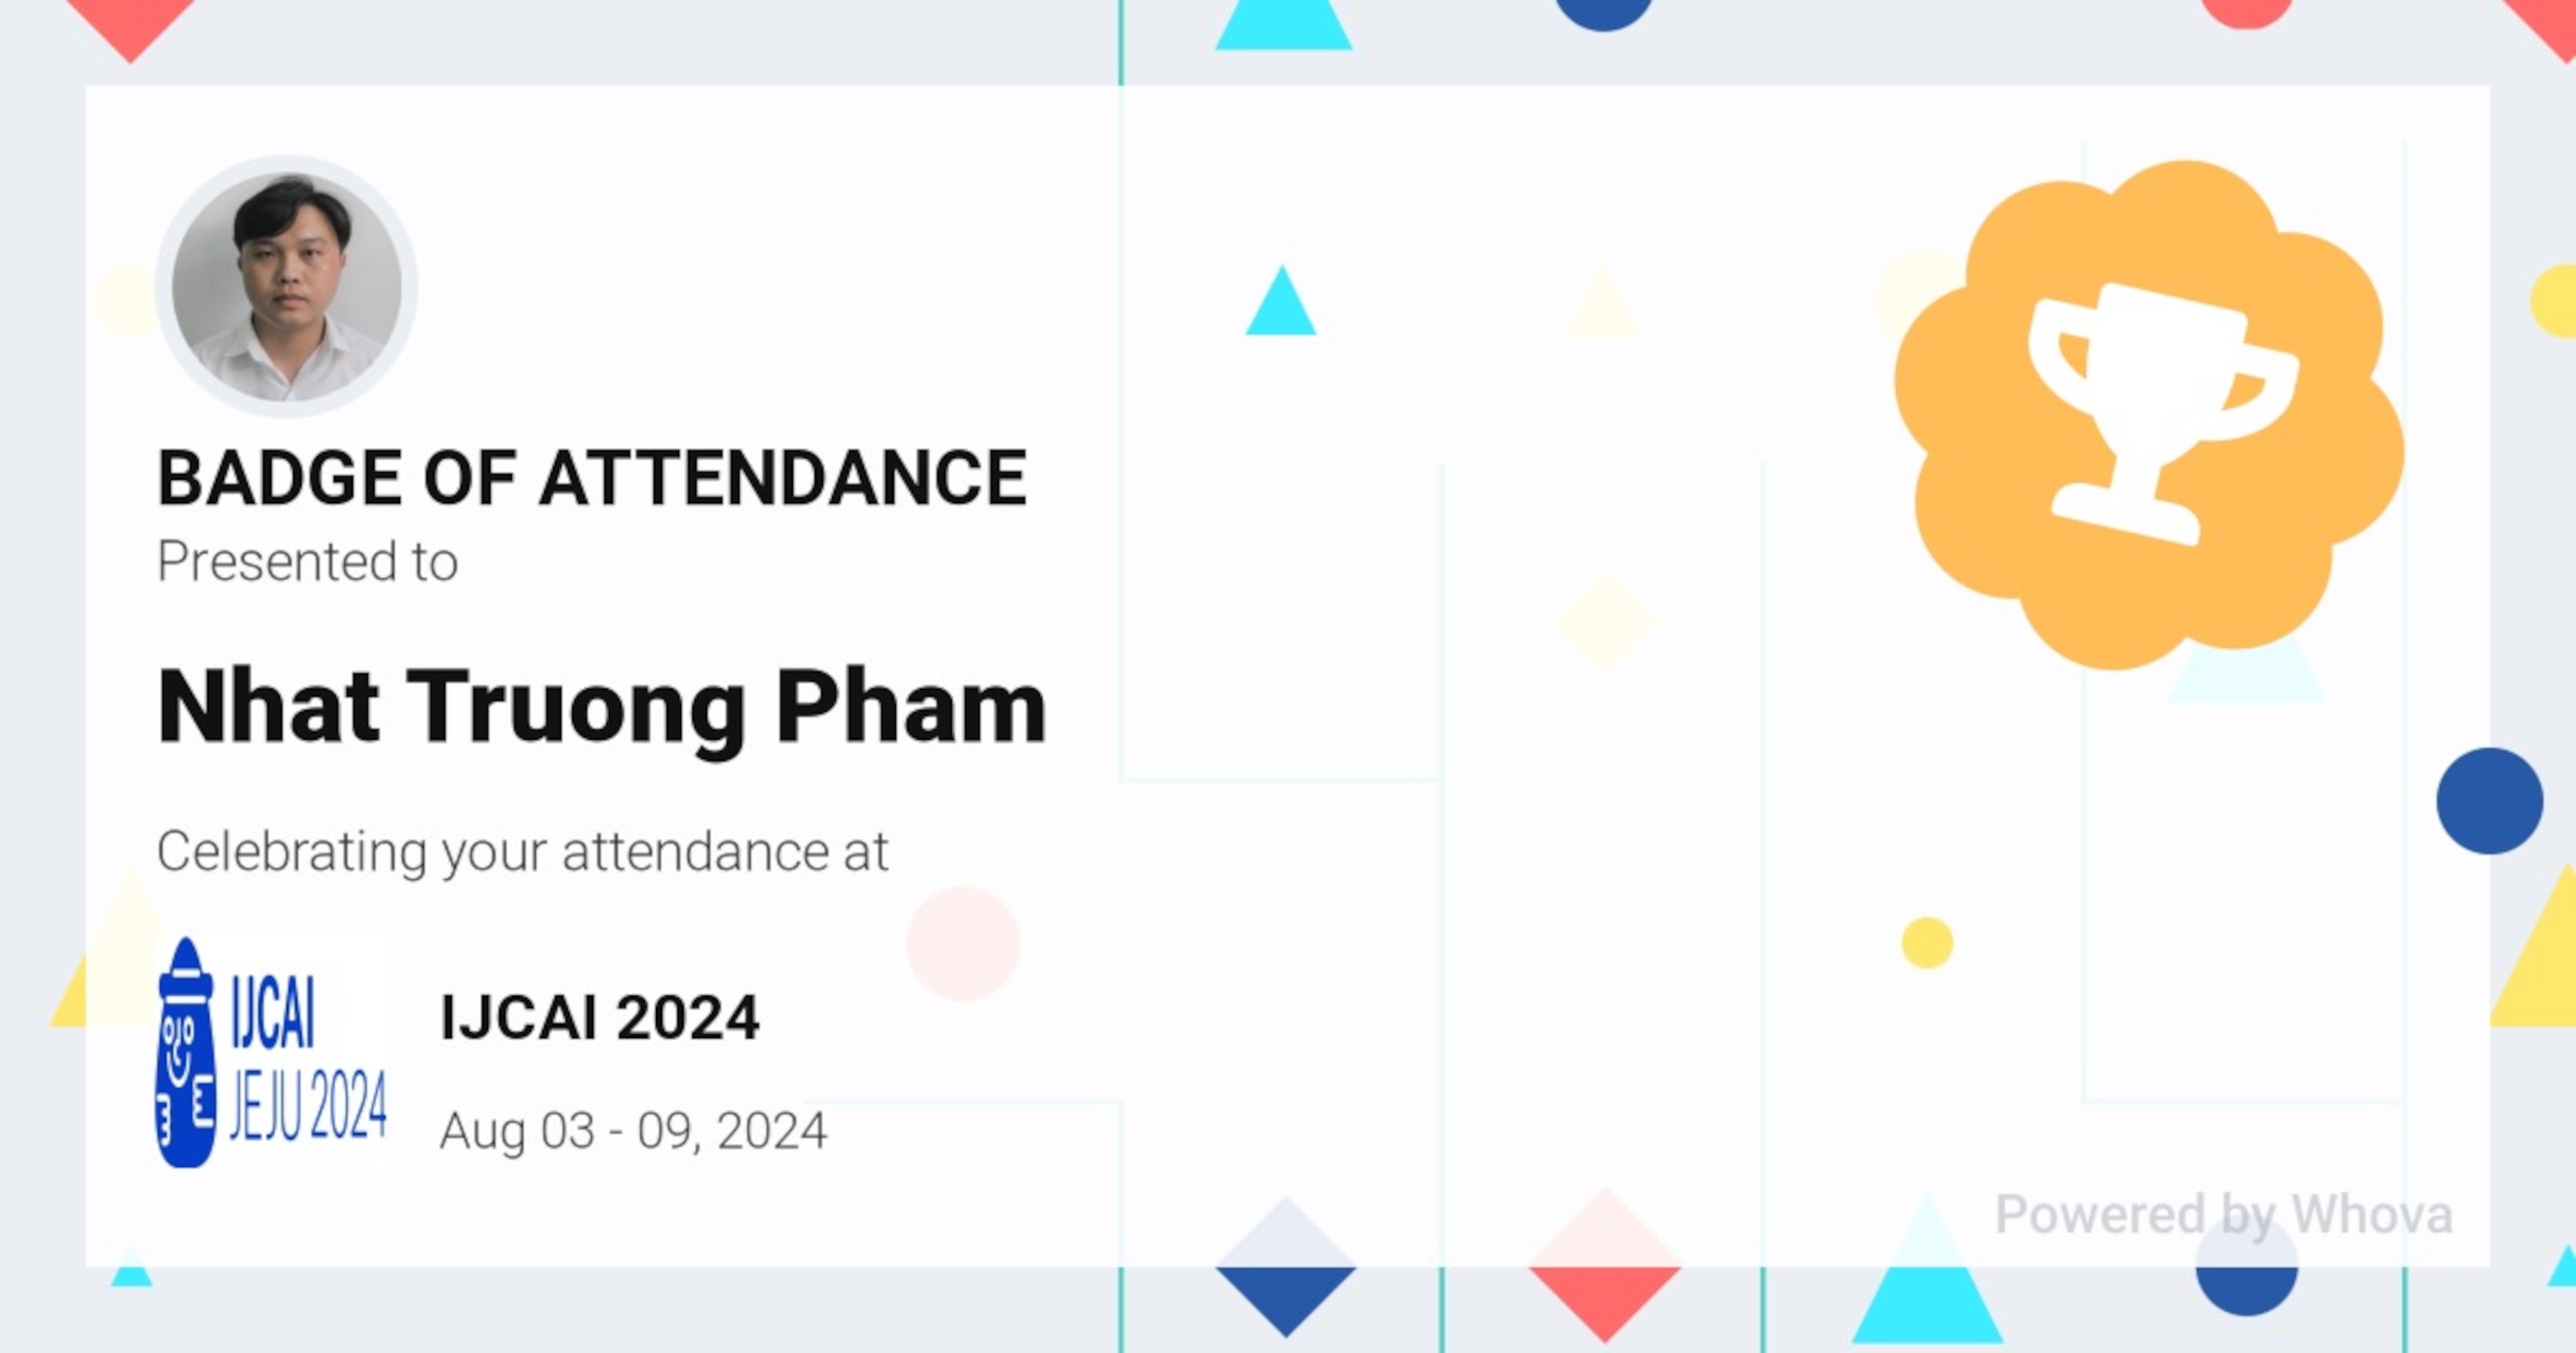 BADGE OF ATTENDANCE
Presented to
Nhat Truong Pham
Celebrating your attendance at
IJCAI
JEJU 2024
IJCAI 2024
Aug 03 - 09, 2024
Powered by Whova